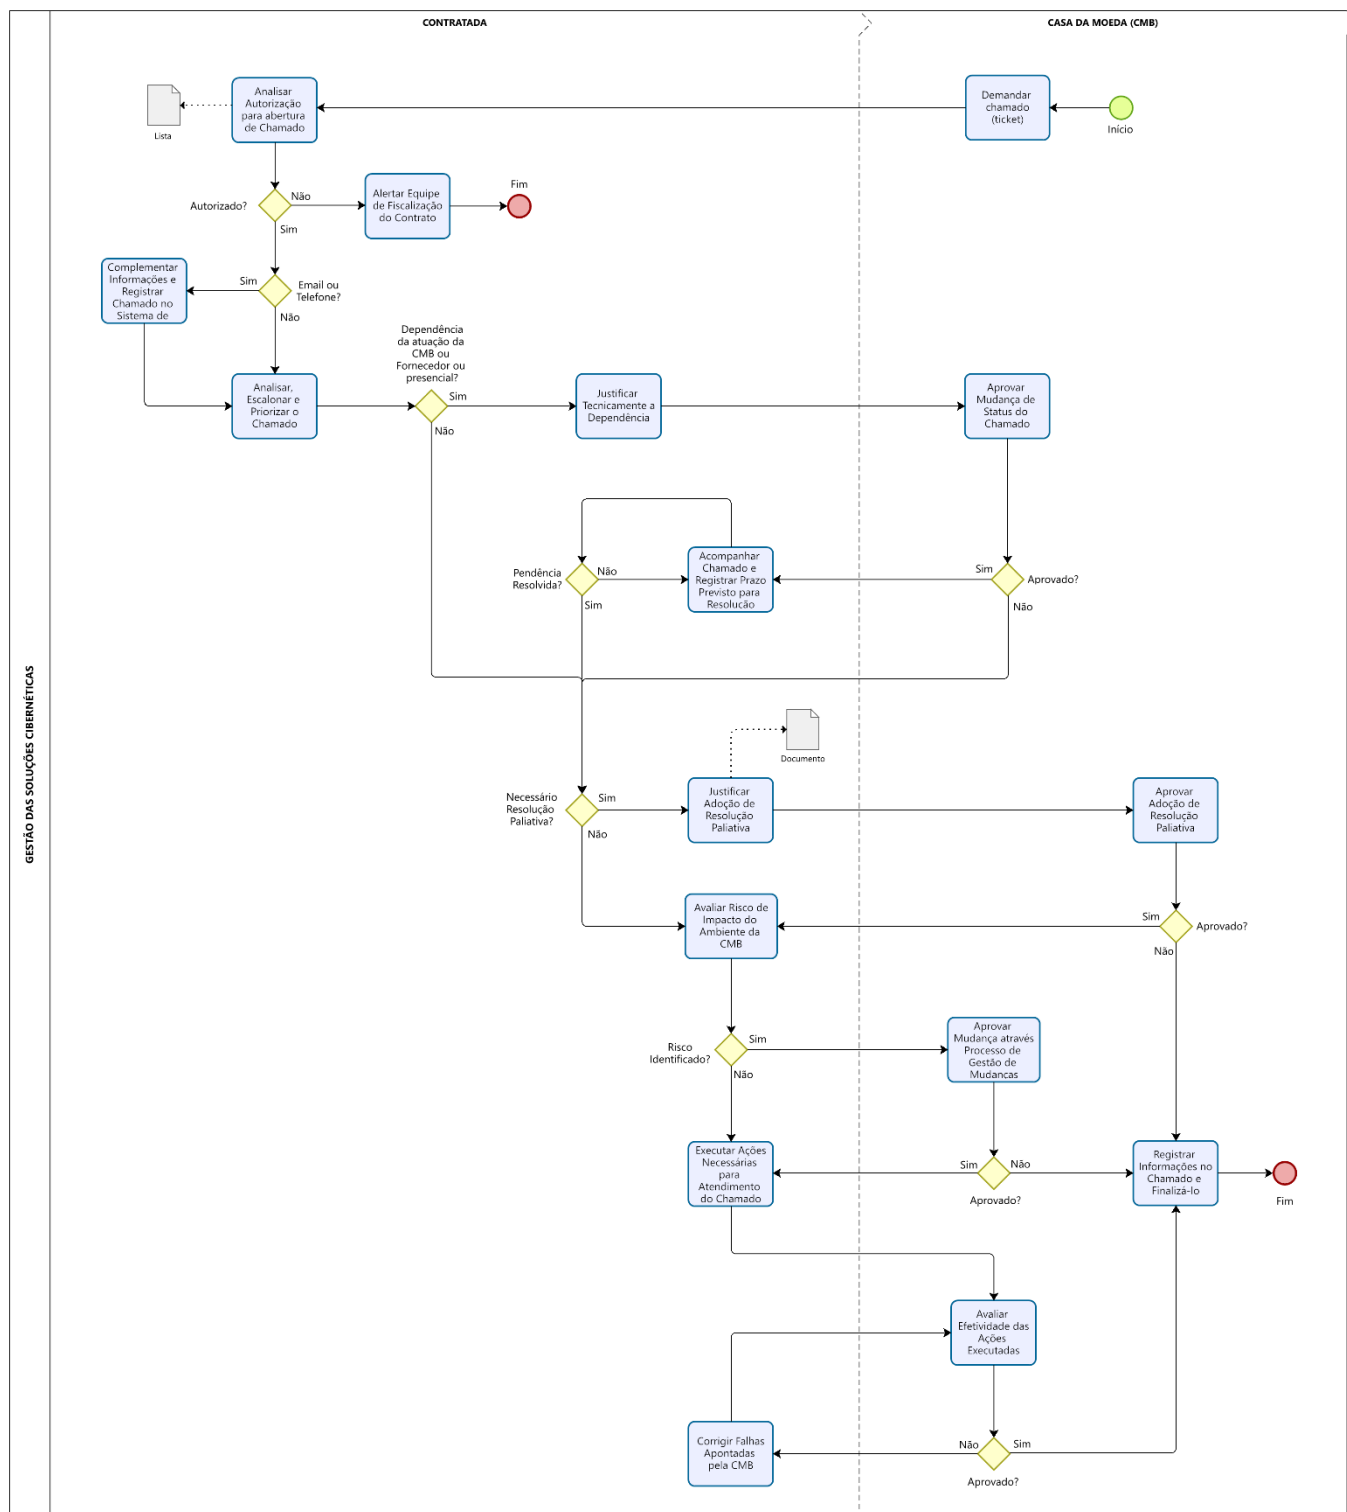 CONTRATADA
CASA DA MOEDA (CMB)
GESTÃO DAS SOLUÇÕES CIBERNÉTICAS
Início
Demandar
chamado
(ticket)
Analisar
Autorização
para abertura
de Chamado
Lista
Autorizado?
Não
Sim
Alertar Equipe
de Fiscalização
do Contrato
Fim
Email ou
Telefone?
Sim
Não
Complementar
Informações e
Registrar
Chamado no
Sistema de
Analisar,
Escalonar e
Priorizar o
Chamado
Dependência
da atuação da
CMB ou
Fornecedor ou
presencial?
Sim
Não
Justificar
Tecnicamente a
Dependência
Aprovar
Mudança de
Status do
Chamado
Aprovado?
Sim
Não
Acompanhar
Chamado e
Registrar Prazo
Previsto para
Resolução
Pendência
Resolvida?
Não
Sim
Necessário
Resolução
Paliativa?
Sim
Não
Justificar
Adoção de
Resolução
Paliativa
Documento
Aprovar
Adoção de
Resolução
Paliativa
Aprovado?
Sim
Não
Avaliar Risco de
Impacto do
Ambiente da
CMB
Risco
Identificado?
Sim
Não
Aprovar
Mudança através
Processo de
Gestão de
Mudanças
Sim
Não
Aprovado?
Executar Ações
Necessárias
para
Atendimento
do Chamado
Registrar
Informações no
Chamado e
Finalizá-lo
Fim
Avaliar
Efetividade das
Ações
Executadas
Não
Sim
Aprovado?
Corrigir Falhas
Apontadas
pela CMB